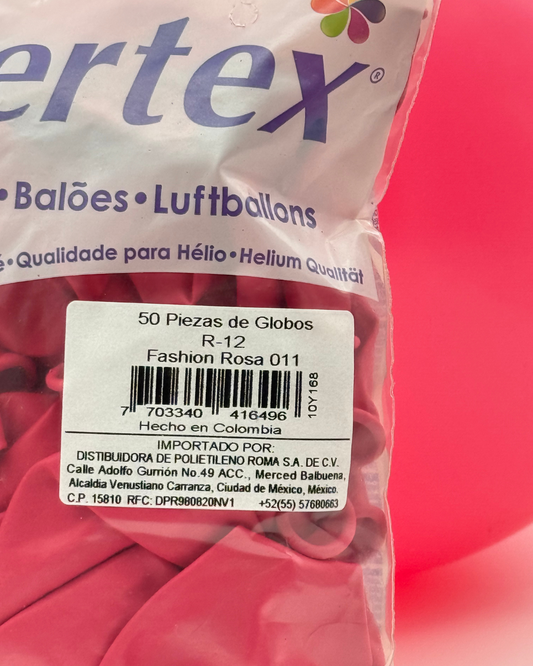 ertex®
• Balões • Luftballons
• Qualidade para Hélio • Helium Qualität
50 Piezas de Globos
R-12
Fashion Rosa 011
7 703340 416496
10Y168
Hecho en Colombia
IMPORTADO POR:
DISTIBUIDORA DE POLIETILENO ROMA S.A. DE C.V.
Calle Adolfo Gurrión No.49 ACC., Merced Balbuena,
Alcaldia Venustiano Carranza, Ciudad de México, México.
C.P. 15810 RFC: DPR980820NV1 +52(55) 57680663